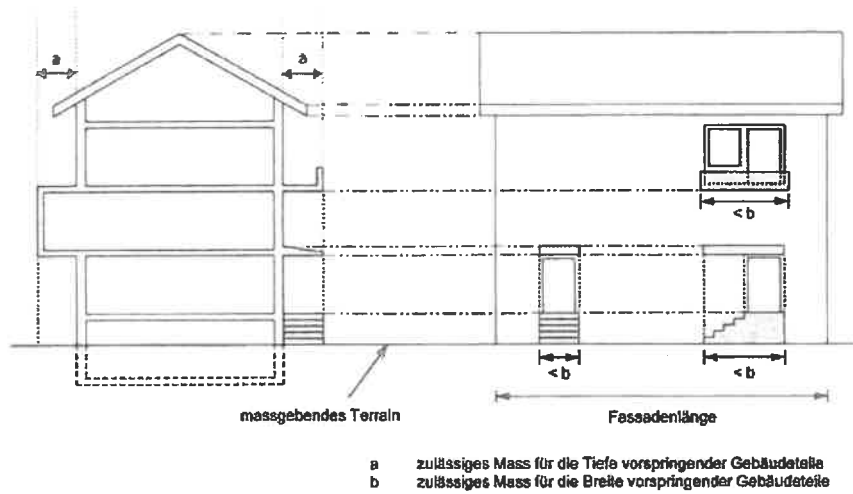 a
a
< b
< b
< b
massgebendes Terrain
Fassadenlänge
a zulässiges Mass für die Tiefe vorspringender Gebäudeteile
b zulässiges Mass für die Breite vorspringender Gebäudeteile